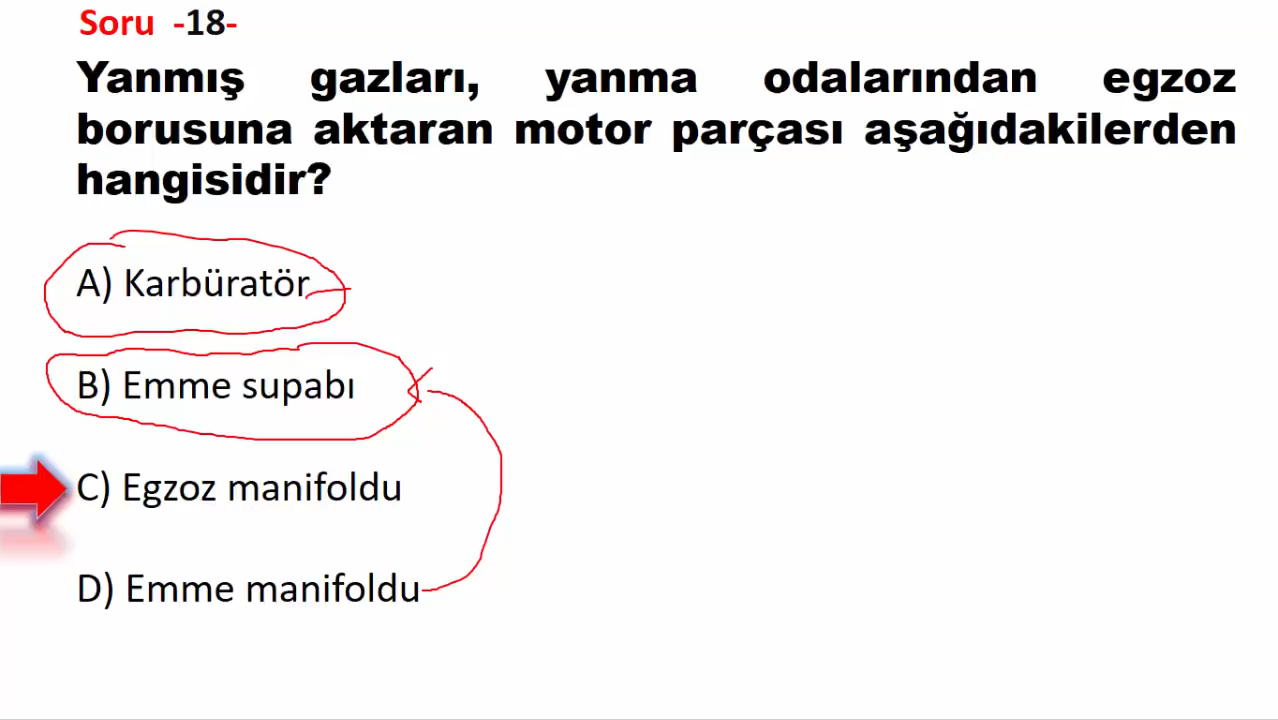 Soru -18-
Yanmış gazları, yanma odalarından egzoz
borusuna aktaran motor parçası aşağıdakilerden
hangisidir?
A) Karbüratör
B) Emme supabı
C) Egzoz manifoldu
D) Emme manifoldu